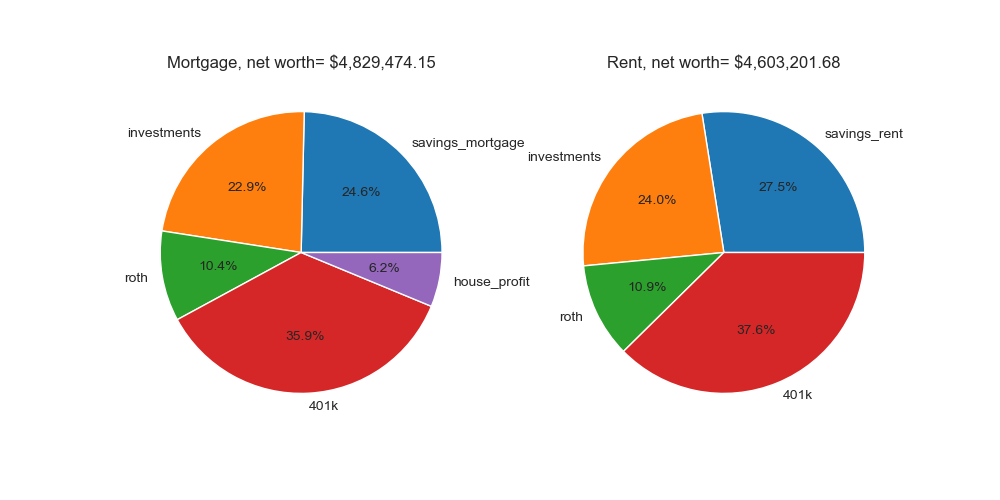 Mortgage, net worth= $4,829,474.15
investments
savings_mortgage
22.9%
24.6%
roth
10.4%
6.2%
house_profit
35.9%
401k
Rent, net worth= $4,603,201.68
savings_rent
investments
27.5%
24.0%
10.9%
roth
37.6%
401k